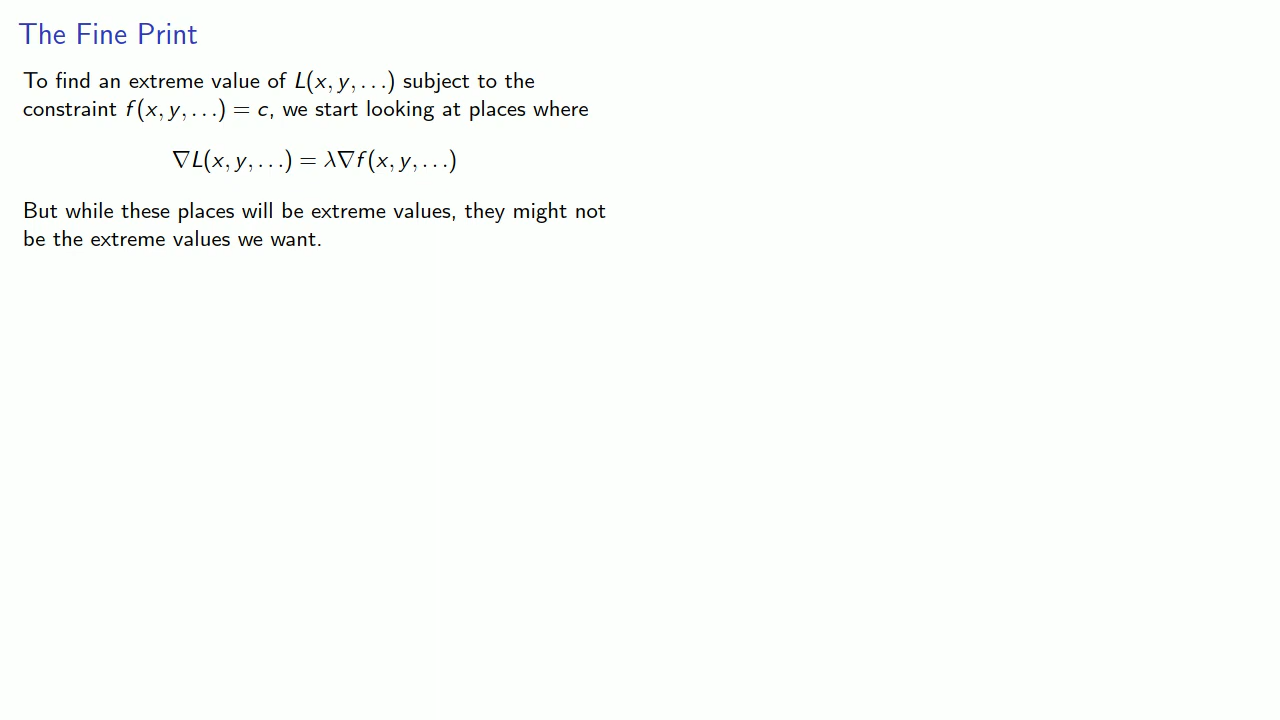 The Fine Print
To find an extreme value of L(x, y, . . .) subject to the
constraint f(x, y, . . .) = c, we start looking at places where
∇L(x, y, . . .) = λ∇f(x, y, . . .)
But while these places will be extreme values, they might not
be the extreme values we want.